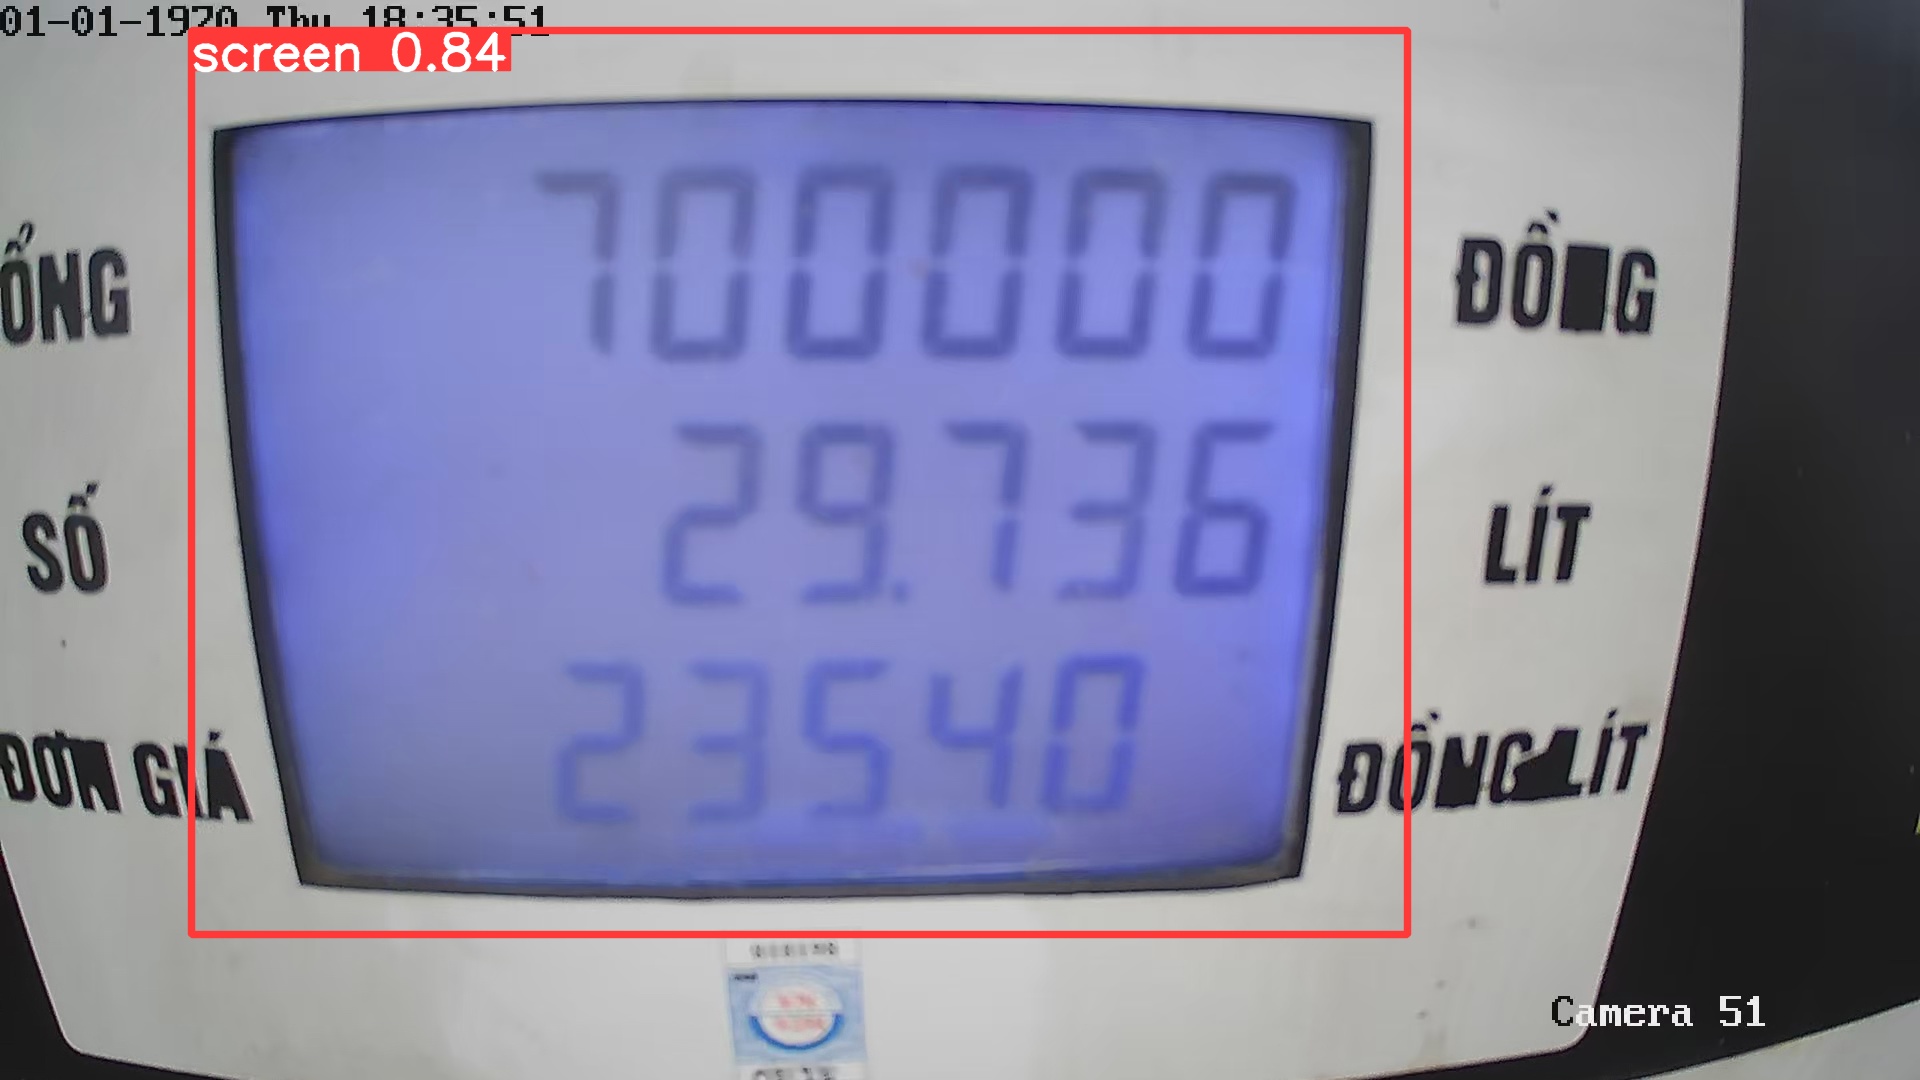 01-01-1970 Thu 18:35:51
screen 0.84
700000
ỔNG ĐỒNG
29.736
SỐ LÍT
23540
ĐƠN GIÁ ĐỒNG/LÍT
Camera 51